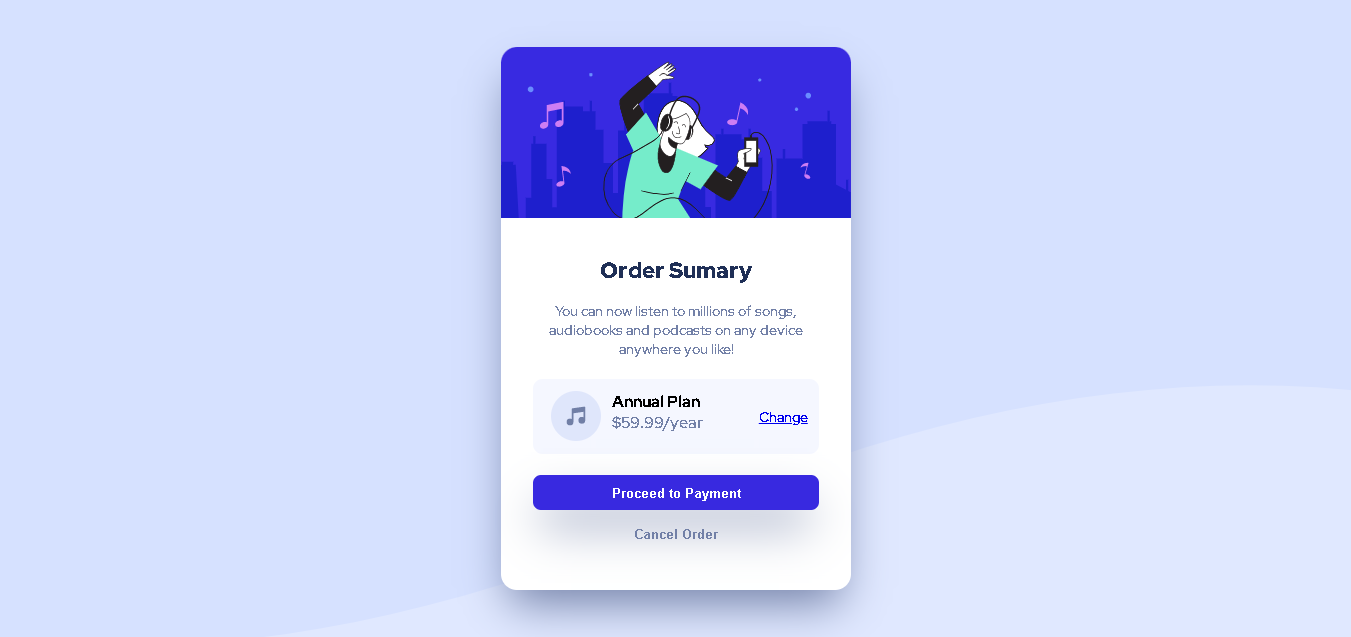 Order Sumary
You can now listen to millions of songs,
audiobooks and podcasts on any device
anywhere you like!
Annual Plan
$59.99/year
Change
Proceed to Payment
Cancel Order